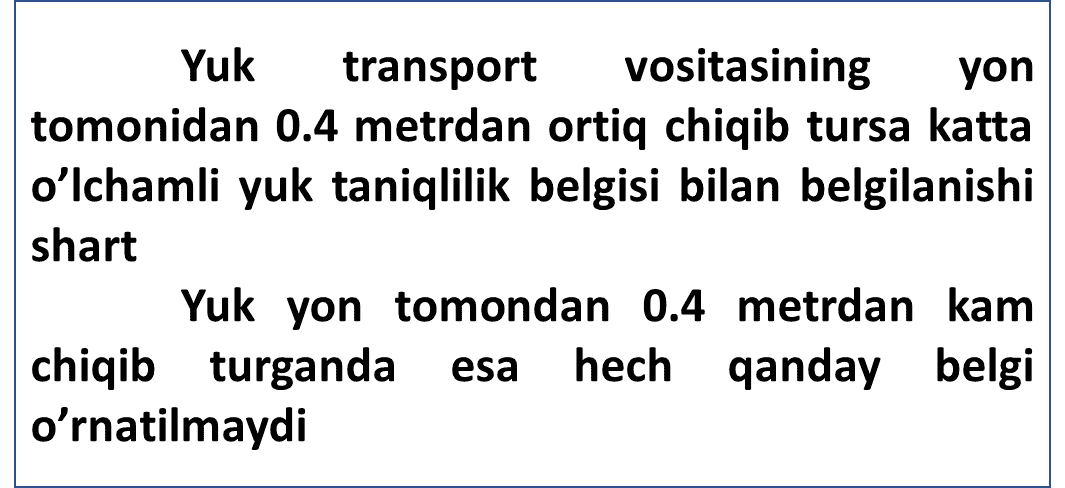 Yuk transport vositasining yon
tomonidan 0.4 metrdan ortiq chiqib tursa katta
o’lchamli yuk taniqlilik belgisi bilan belgilanishi
shart
Yuk yon tomondan 0.4 metrdan kam
chiqib turganda esa hech qanday belgi
o’rnatilmaydi